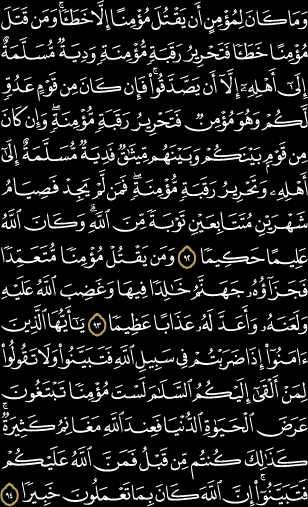 وَمَا كَانَ لِمُؤْمِنٍ أَن يَقْتُلَ مُؤْمِنًا إِلَّا خَطَـًٔا ۚ وَمَن قَتَلَ
مُؤْمِنًا خَطَـًٔا فَتَحْرِيرُ رَقَبَةٍ مُّؤْمِنَةٍ وَدِيَةٌ مُّسَلَّمَةٌ
إِلَىٰٓ أَهْلِهِۦٓ إِلَّآ أَن يَصَّدَّقُوا۟ ۚ فَإِن كَانَ مِن قَوْمٍ عَدُوٍّ
لَّكُمْ وَهُوَ مُؤْمِنٌ فَتَحْرِيرُ رَقَبَةٍ مُّؤْمِنَةٍ ۖ وَإِن كَانَ
مِن قَوْمٍۭ بَيْنَكُمْ وَبَيْنَهُم مِّيثَـٰقٌ فَدِيَةٌ مُّسَلَّمَةٌ إِلَىٰٓ
أَهْلِهِۦ وَتَحْرِيرُ رَقَبَةٍ مُّؤْمِنَةٍ ۖ فَمَن لَّمْ يَجِدْ فَصِيَامُ
شَهْرَيْنِ مُتَتَابِعَيْنِ تَوْبَةً مِّنَ ٱللَّهِ ۗ وَكَانَ ٱللَّهُ
عَلِيمًا حَكِيمًا ٩٢ وَمَن يَقْتُلْ مُؤْمِنًا مُّتَعَمِّدًا
فَجَزَآؤُهُۥ جَهَنَّمُ خَـٰلِدًا فِيهَا وَغَضِبَ ٱللَّهُ عَلَيْهِ
وَلَعَنَهُۥ وَأَعَدَّ لَهُۥ عَذَابًا عَظِيمًا ٩٣ يَـٰٓأَيُّهَا ٱلَّذِينَ
ءَامَنُوٓا۟ إِذَا ضَرَبْتُمْ فِى سَبِيلِ ٱللَّهِ فَتَبَيَّنُوا۟ وَلَا تَقُولُوا۟
لِمَنْ أَلْقَىٰٓ إِلَيْكُمُ ٱلسَّلَـٰمَ لَسْتَ مُؤْمِنًا تَبْتَغُونَ
عَرَضَ ٱلْحَيَوٰةِ ٱلدُّنْيَا فَعِندَ ٱللَّهِ مَغَانِمُ كَثِيرَةٌ ۚ
كَذَٰلِكَ كُنتُم مِّن قَبْلُ فَمَنَّ ٱللَّهُ عَلَيْكُمْ
فَتَبَيَّنُوٓا۟ ۚ إِنَّ ٱللَّهَ كَانَ بِمَا تَعْمَلُونَ خَبِيرًا ٩٤